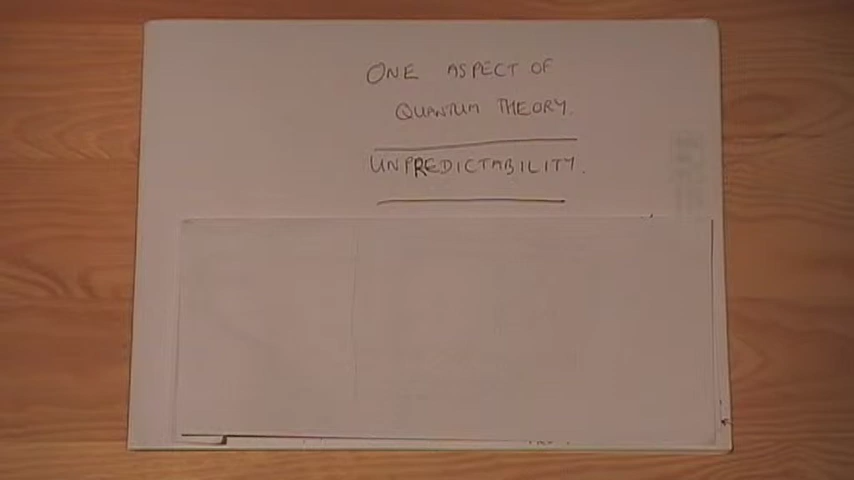 ONE ASPECT OF
QUANTUM THEORY.
UNPREDICTABILITY.